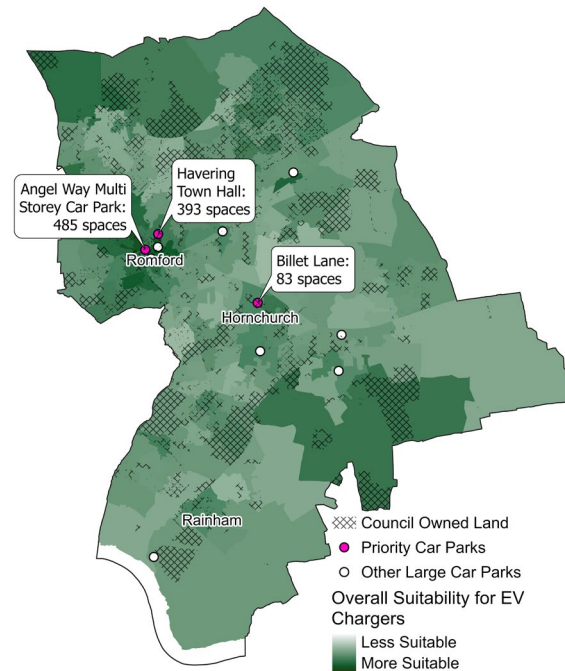 Havering
Town Hall:
393 spaces
Angel Way Multi
Storey Car Park:
485 spaces
Romford
Billet Lane:
83 spaces
Hornchurch
Rainham
Council Owned Land
Priority Car Parks
Other Large Car Parks
Overall Suitability for EV
Chargers
Less Suitable
More Suitable